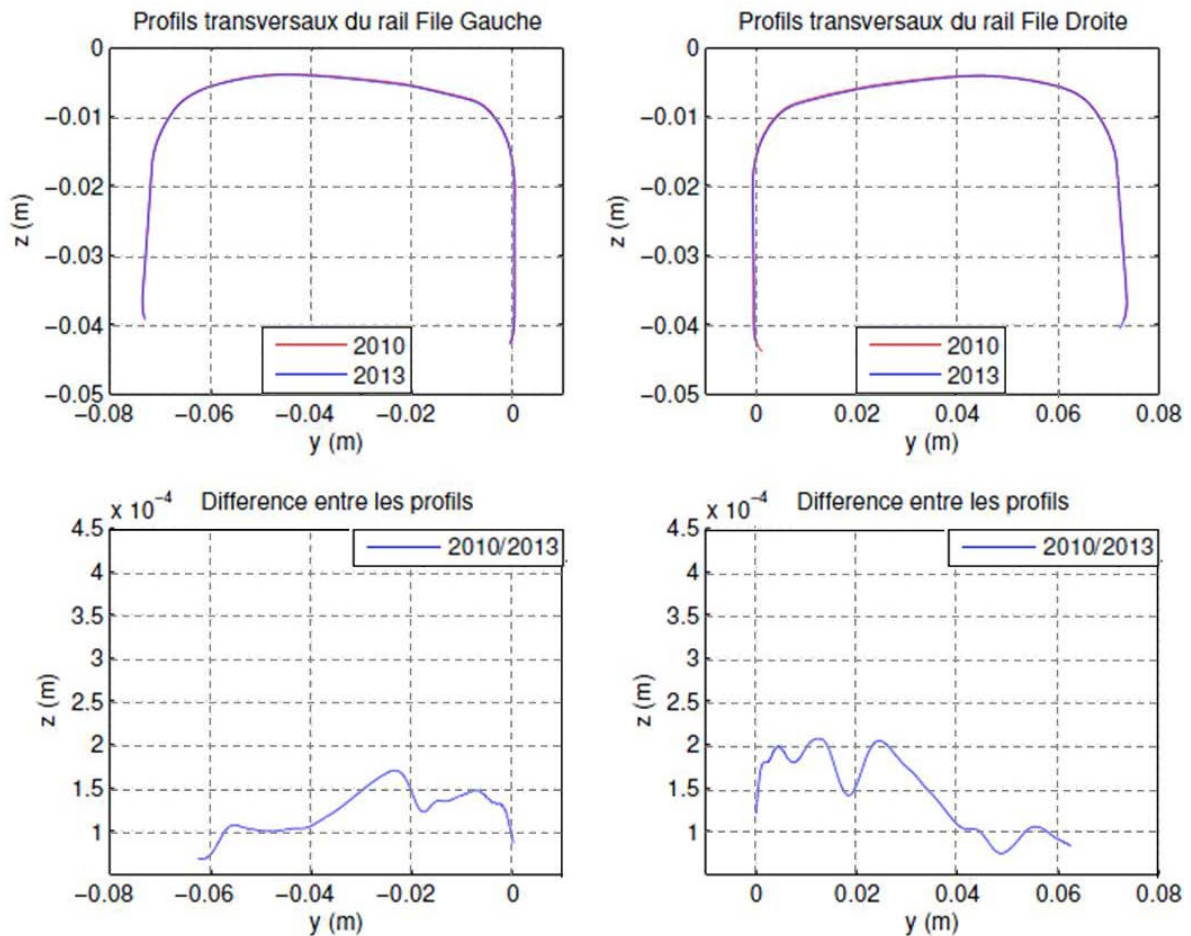 Profils transversaux du rail File Gauche
0
−0.01
−0.02
−0.03
−0.04
−0.05
z (m)
2010
2013
−0.08 −0.06 −0.04 −0.02 0
y (m)
Profils transversaux du rail File Droite
0
−0.01
−0.02
−0.03
−0.04
−0.05
z (m)
2010
2013
0 0.02 0.04 0.06 0.08
y (m)
x 10⁻⁴ Difference entre les profils
4.5
4
3.5
3
2.5
2
1.5
1
z (m)
2010/2013
−0.08 −0.06 −0.04 −0.02 0
y (m)
x 10⁻⁴ Difference entre les profils
4.5
4
3.5
3
2.5
2
1.5
1
z (m)
2010/2013
0 0.02 0.04 0.06 0.08
y (m)